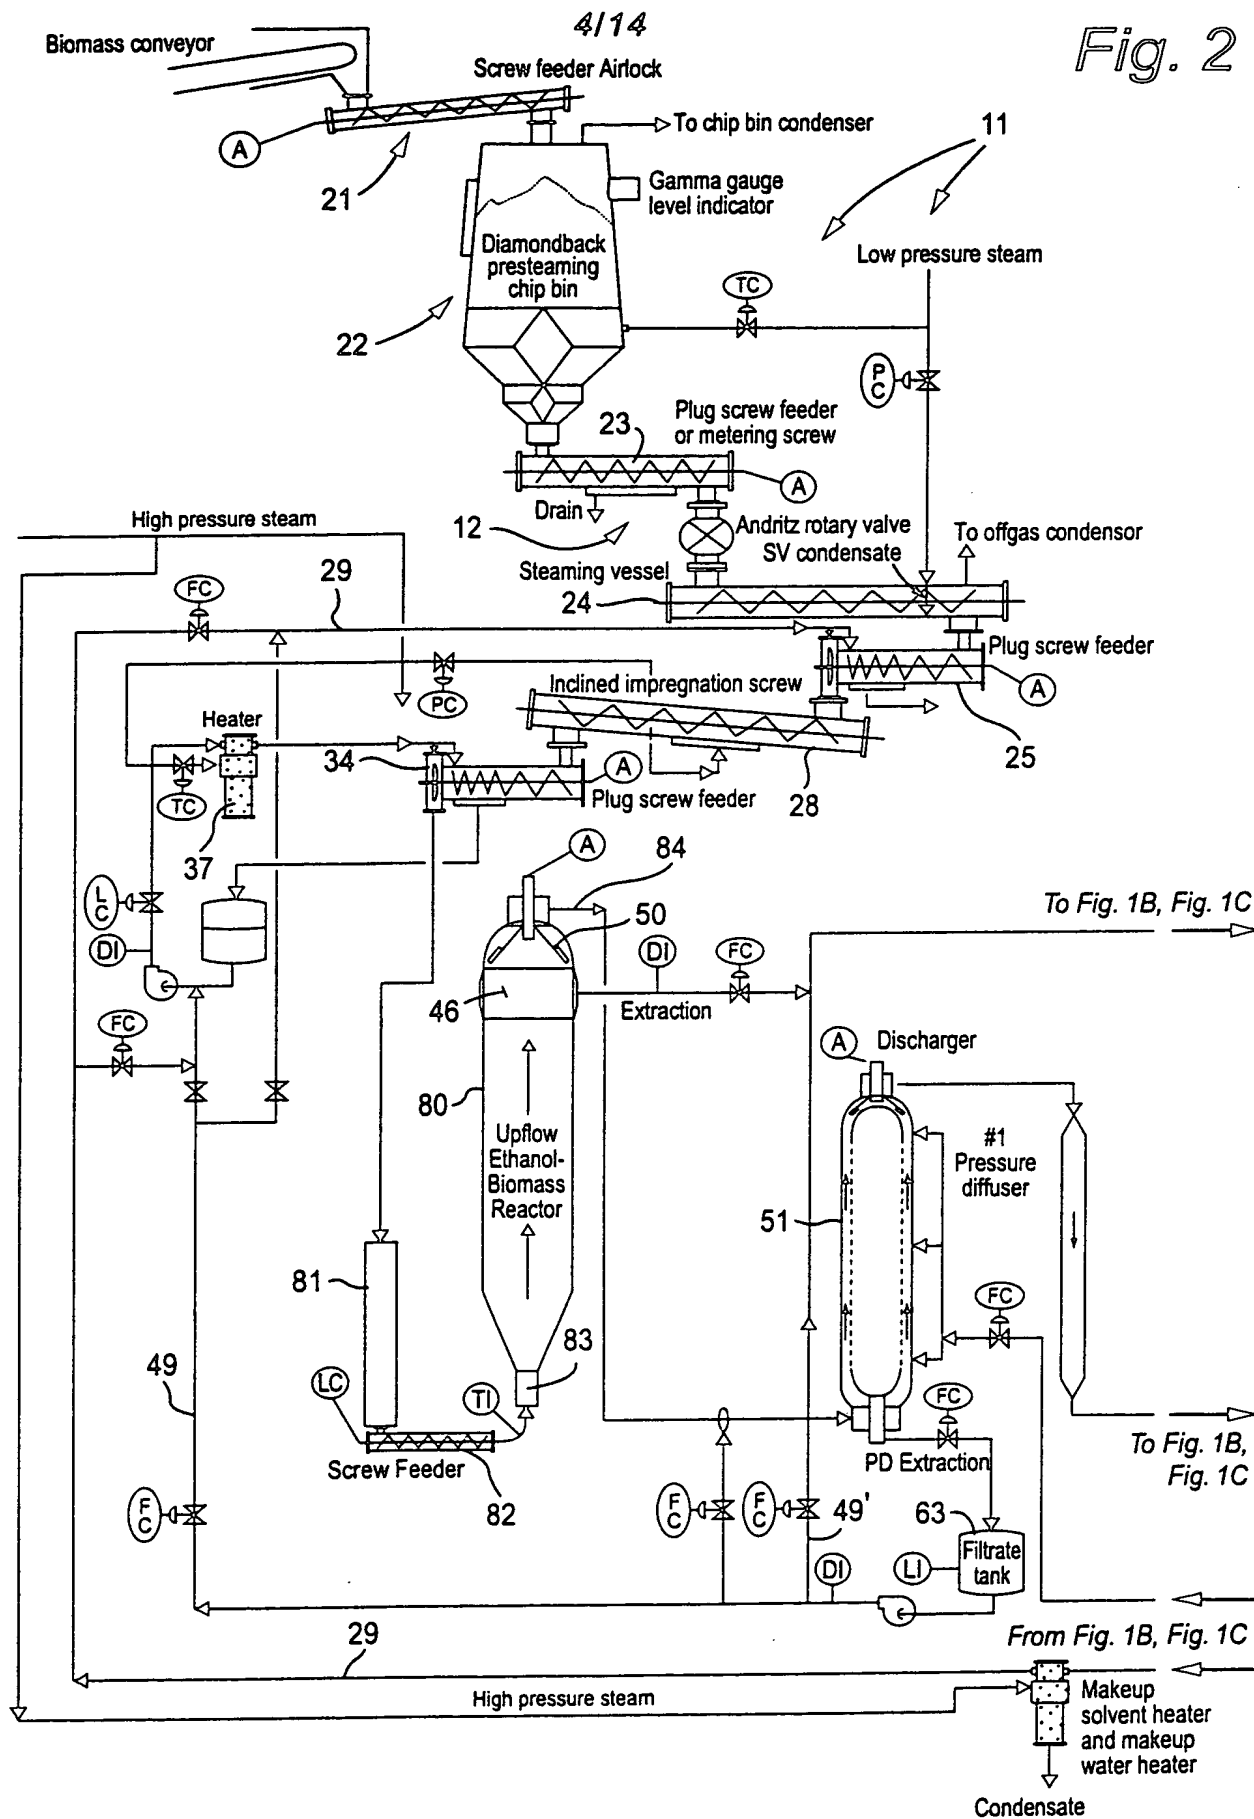 4/14
Fig. 2
Biomass conveyor
Screw feeder Airlock
A
21
To chip bin condenser
11
Gamma gauge
level indicator
Diamondback
presteaming
chip bin
22
Low pressure steam
TC
P
C
23
Plug screw feeder
or metering screw
A
Drain
12
Andritz rotary valve
SV condensate
To offgas condensor
High pressure steam
29
Steaming vessel
24
FC
Plug screw feeder
A
25
PC
Inclined impregnation screw
28
Heater
34
A
Plug screw feeder
TC
37
L
C
DI
A
84
50
DI
FC
To Fig. 1B, Fig. 1C
46
Extraction
FC
A
Discharger
80
Upflow
Ethanol-
Biomass
Reactor
#1
Pressure
diffuser
51
81
FC
83
49
LC
TI
FC
Screw Feeder
82
PD Extraction
To Fig. 1B,
Fig. 1C
F
C
F
C
F
C
49'
63
Filtrate
tank
LI
DI
From Fig. 1B, Fig. 1C
29
High pressure steam
Makeup
solvent heater
and makeup
water heater
Condensate